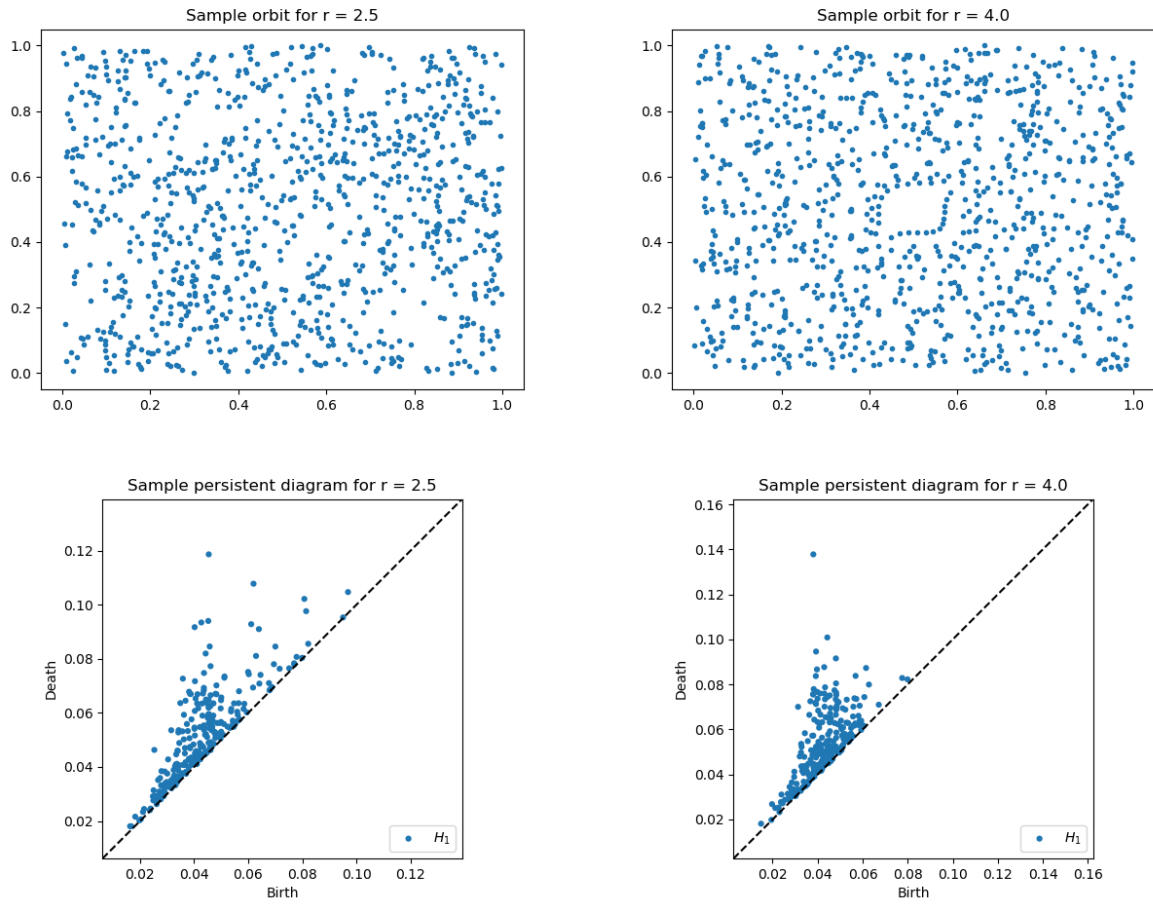 Sample orbit for r = 2.5
1.0
0.8
0.6
0.4
0.2
0.0
0.0 0.2 0.4 0.6 0.8 1.0
Sample orbit for r = 4.0
1.0
0.8
0.6
0.4
0.2
0.0
0.0 0.2 0.4 0.6 0.8 1.0
Sample persistent diagram for r = 2.5
0.12
0.10
0.08
0.06
0.04
0.02
Death
H₁
0.02 0.04 0.06 0.08 0.10 0.12
Birth
Sample persistent diagram for r = 4.0
0.16
0.14
0.12
0.10
0.08
0.06
0.04
0.02
Death
H₁
0.02 0.04 0.06 0.08 0.10 0.12 0.14 0.16
Birth